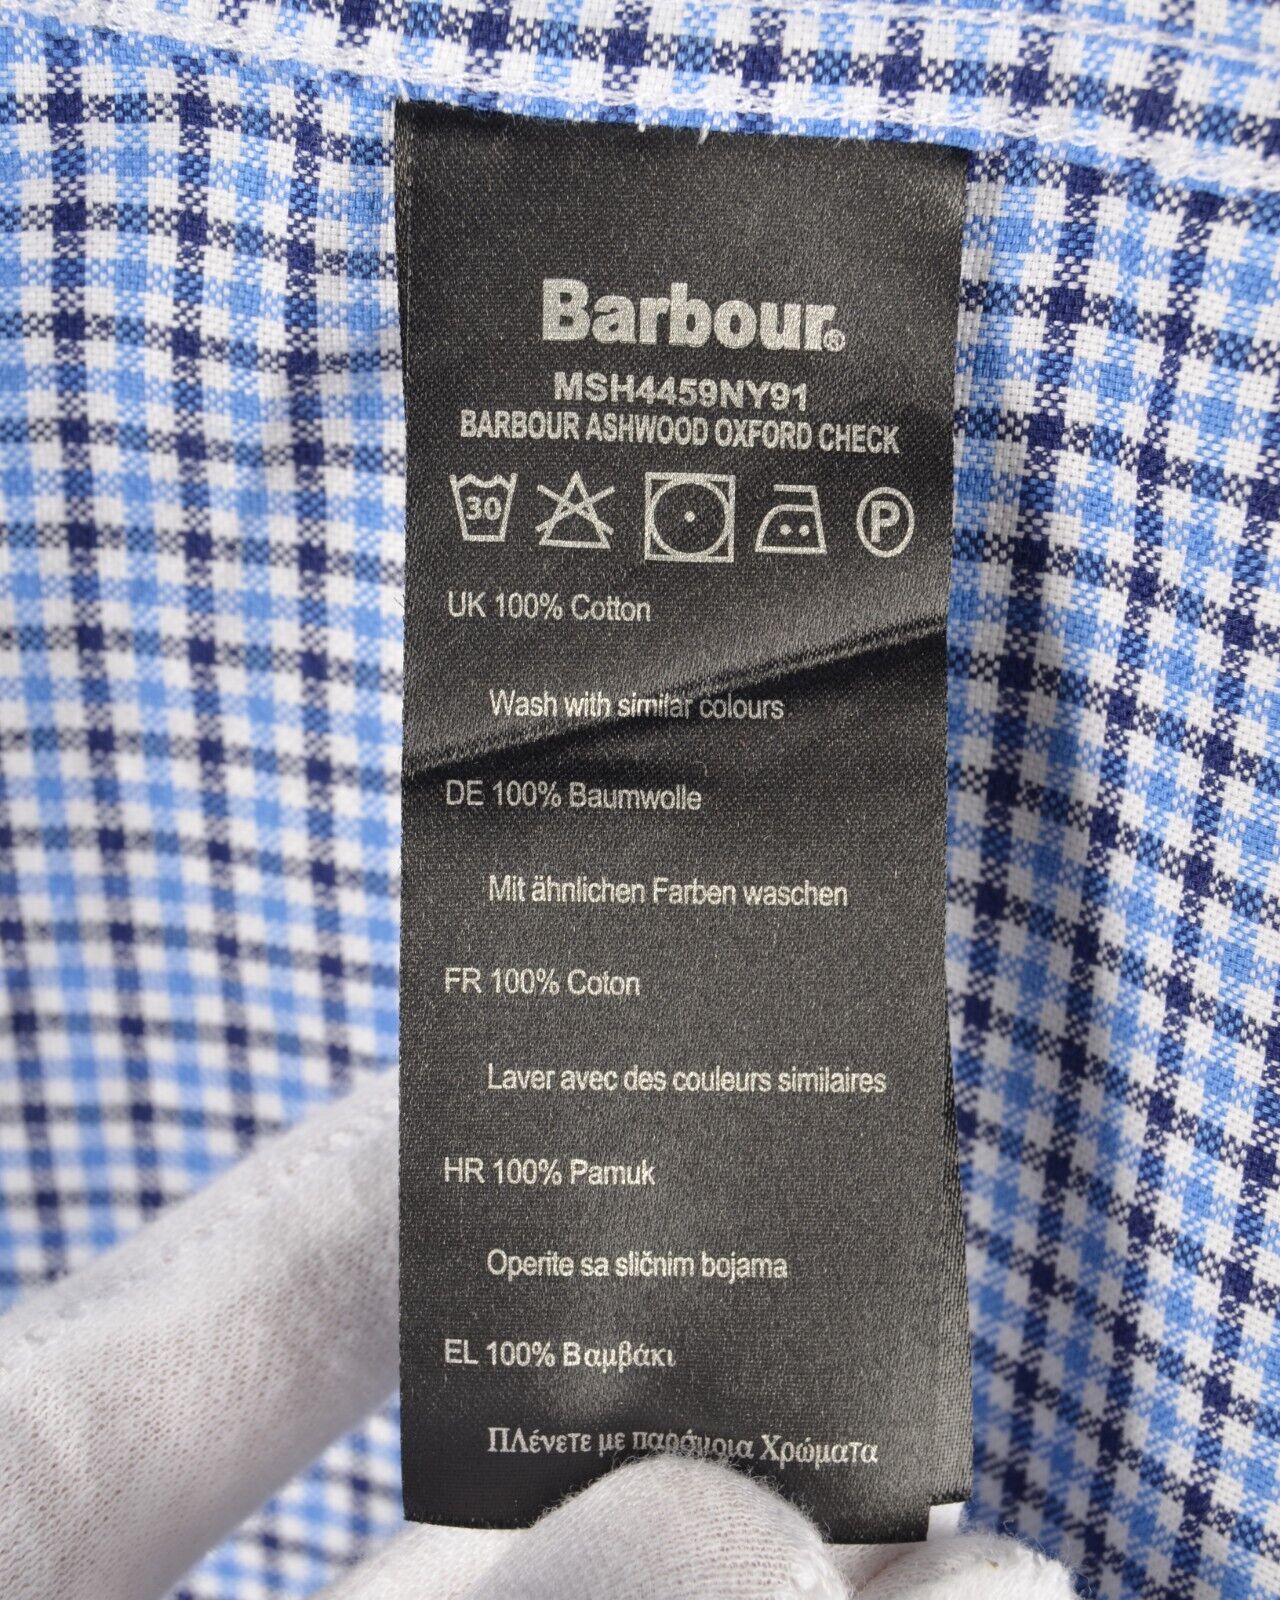 Barbour®
MSH4459NY91
BARBOUR ASHWOOD OXFORD CHECK
30 P
UK 100% Cotton
Wash with similar colours
DE 100% Baumwolle
Mit ähnlichen Farben waschen
FR 100% Coton
Laver avec des couleurs similaires
HR 100% Pamuk
Operite sa sličnim bojama
EL 100% Βαμβάκι
Πλένετε με παρόμοια Χρώματα